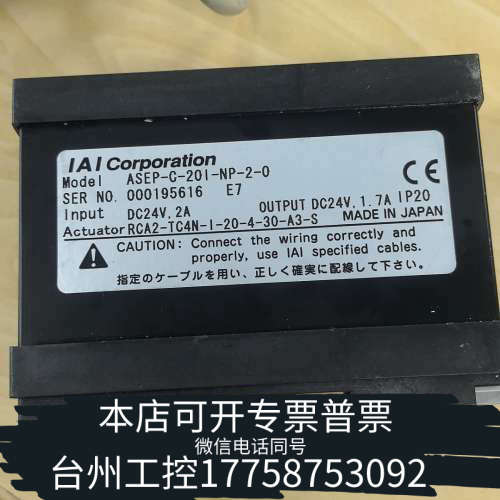 IAI Corporation
Model ASEP-C-20I-NP-2-0
SER NO. 000195616 E7
Input DC24V, 2A OUTPUT DC24V, 1.7A IP20
Actuator RCA2-TC4N-I-20-4-30-A3-S MADE IN JAPAN
CE
CAUTION: Connect the wiring correctly and
properly, use IAI specified cables.
指定のケーブルを用い、正しく確実に配線して下さい。
本店可开专票普票
微信电话同号
台州工控17758753092